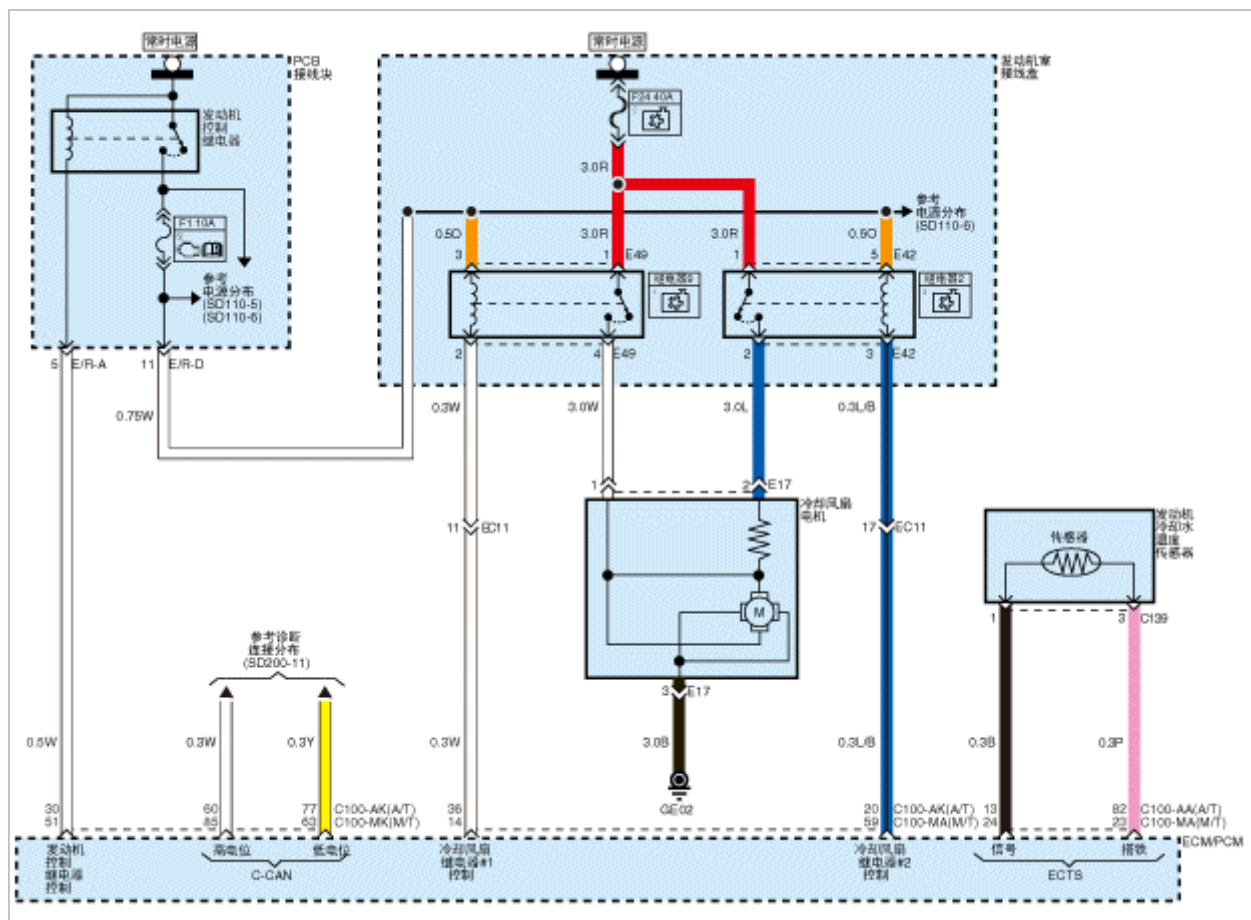 常时电源
常时电源
PCB
接线块
发动机室
接线盒
F24 40A
发动机
控制
继电器
3.0R
F1 10A
参考
电源分布
(SD110-6)
0.5O
3.0R
3.0R
0.5O
3
1
E49
1
5
E42
继电器2
参考
电源分布
(SD110-5)
(SD110-6)
5
E/R-A
11
E/R-D
2
4
E49
2
3
E42
0.75W
0.3W
3.0W
3.0L
0.3L/B
1
2
E17
冷却风扇
电机
发动机
冷却水
温度
传感器
传感器
11
EC11
17
EC11
M
1
3
C139
参考诊断
连接分布
(SD200-11)
3
E17
0.5W
0.3W
0.3Y
0.3W
3.0B
0.3L/B
0.3B
0.3P
GE02
30
60
77
C100-AK(A/T)
36
20
C100-AK(A/T)
13
82
C100-AA(A/T)
51
85
63
C100-MK(M/T)
14
59
C100-MA(M/T)
24
23
C100-MA(M/T)
ECM/PCM
发动机
控制
继电器
控制
高电位
低电位
C-CAN
冷却风扇
继电器#1
控制
冷却风扇
继电器#2
控制
信号
搭铁
ECTS